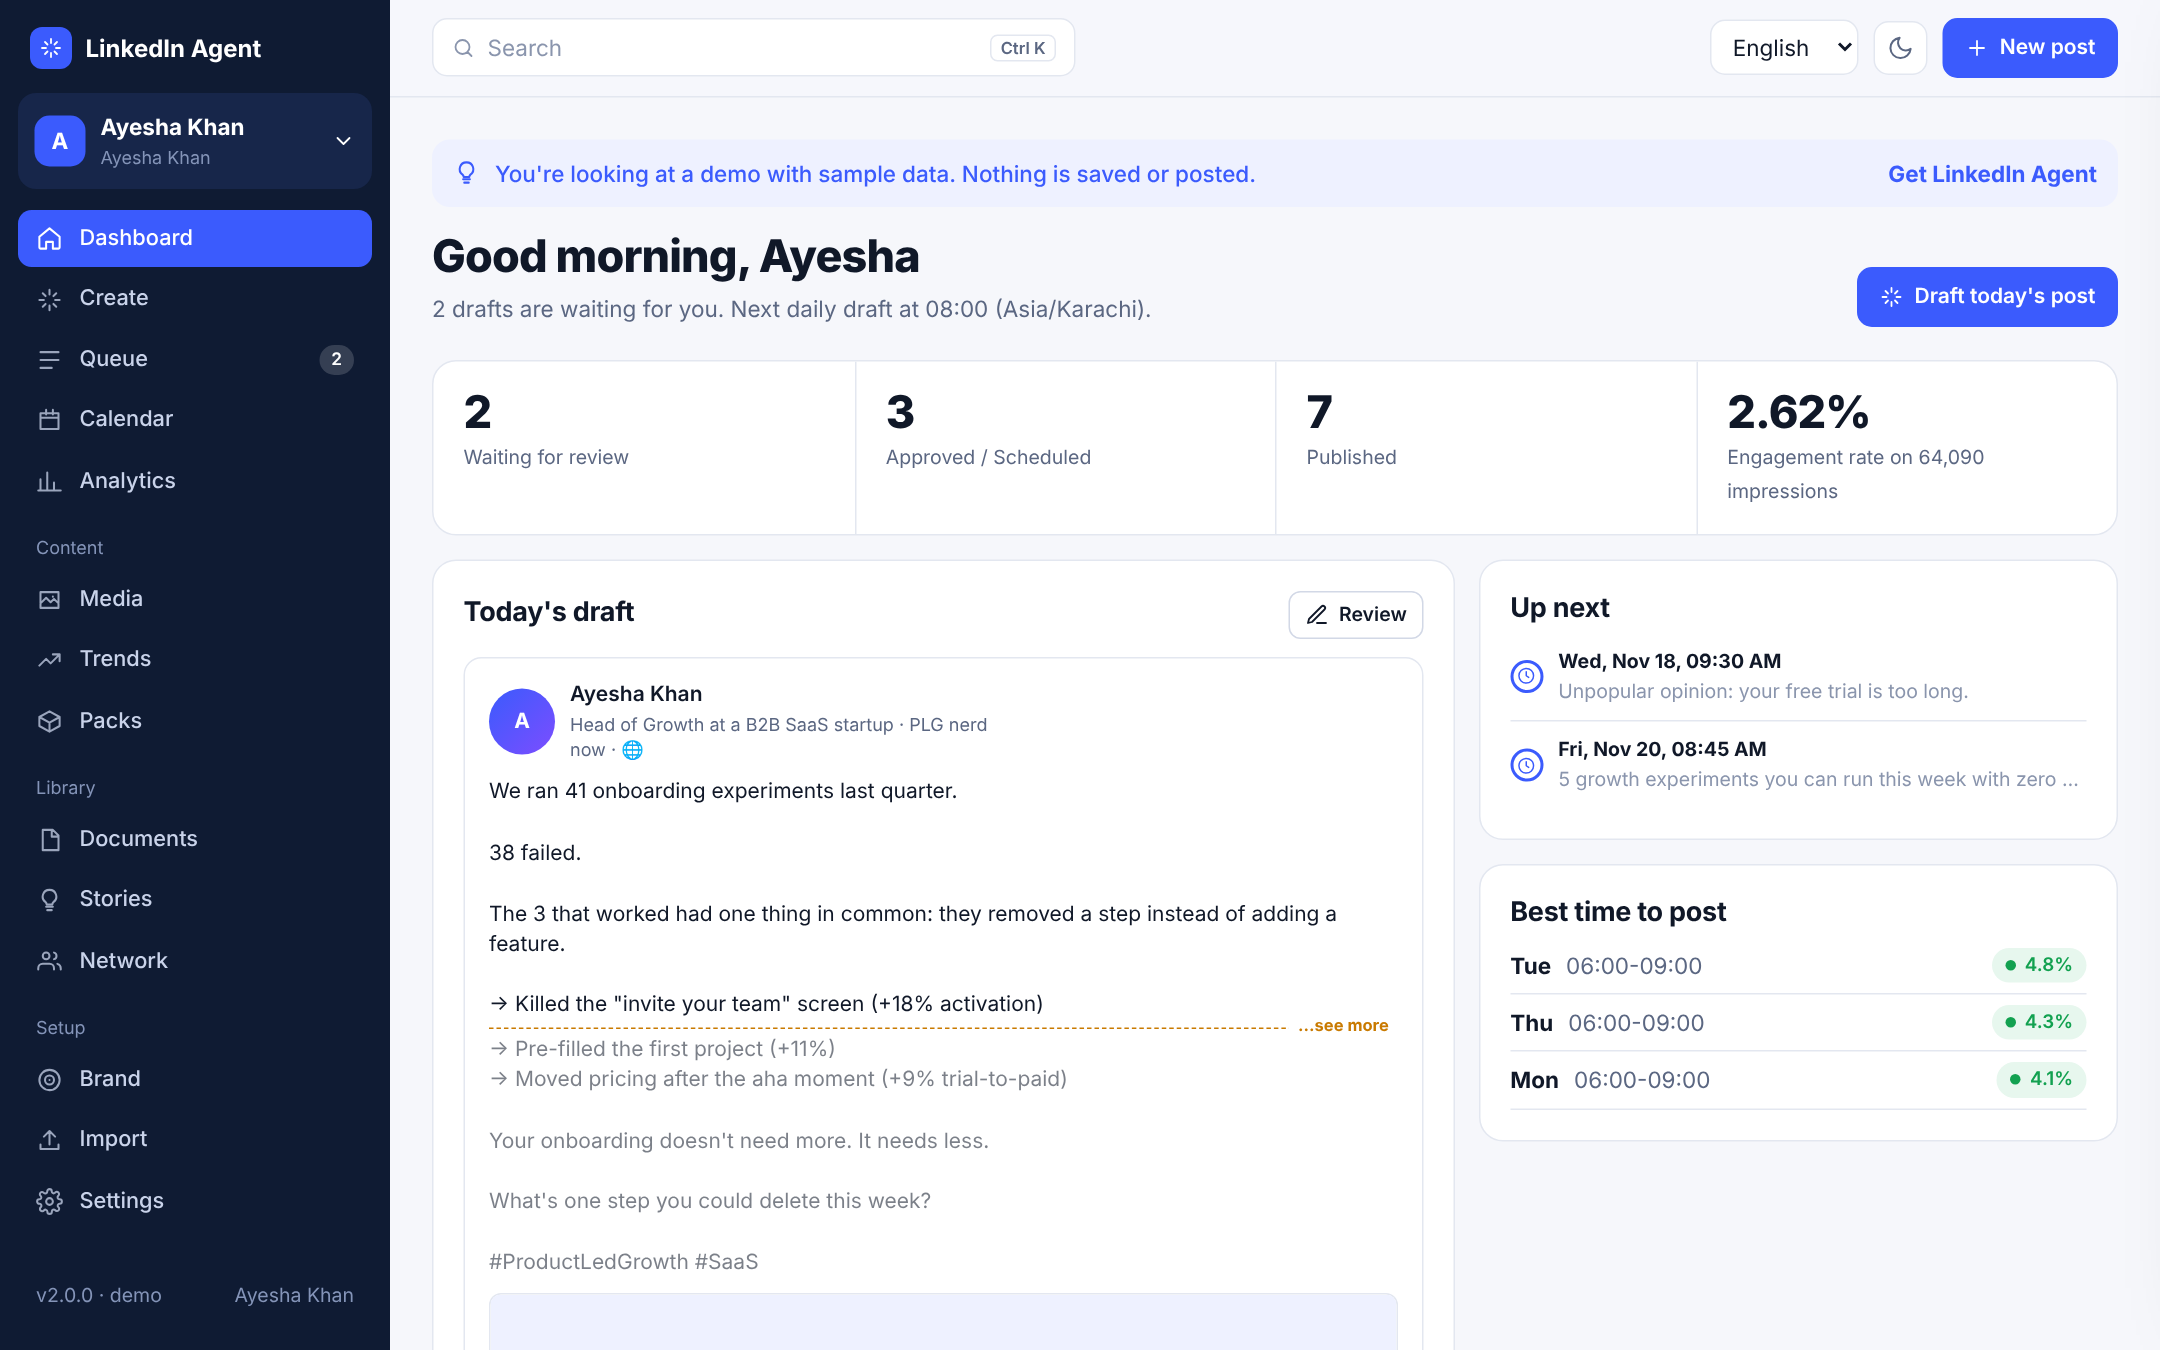 LinkedIn Agent
A
Ayesha Khan
Ayesha Khan
Dashboard
Create
Queue
2
Calendar
Analytics
Content
Media
Trends
Packs
Library
Documents
Stories
Network
Setup
Brand
Import
Settings
v2.0.0 · demo
Ayesha Khan
Search
Ctrl K
English
New post
You're looking at a demo with sample data. Nothing is saved or posted.
Get LinkedIn Agent
Good morning, Ayesha
2 drafts are waiting for you. Next daily draft at 08:00 (Asia/Karachi).
Draft today's post
2
Waiting for review
3
Approved / Scheduled
7
Published
2.62%
Engagement rate on 64,090
impressions
Today's draft
Review
A
Ayesha Khan
Head of Growth at a B2B SaaS startup · PLG nerd
now · 🌐
We ran 41 onboarding experiments last quarter.
38 failed.
The 3 that worked had one thing in common: they removed a step instead of adding a
feature.
→ Killed the "invite your team" screen (+18% activation)
...see more
→ Pre-filled the first project (+11%)
→ Moved pricing after the aha moment (+9% trial-to-paid)
Your onboarding doesn't need more. It needs less.
What's one step you could delete this week?
#ProductLedGrowth #SaaS
Up next
Wed, Nov 18, 09:30 AM
Unpopular opinion: your free trial is too long.
Fri, Nov 20, 08:45 AM
5 growth experiments you can run this week with zero ...
Best time to post
Tue 06:00-09:00
4.8%
Thu 06:00-09:00
4.3%
Mon 06:00-09:00
4.1%